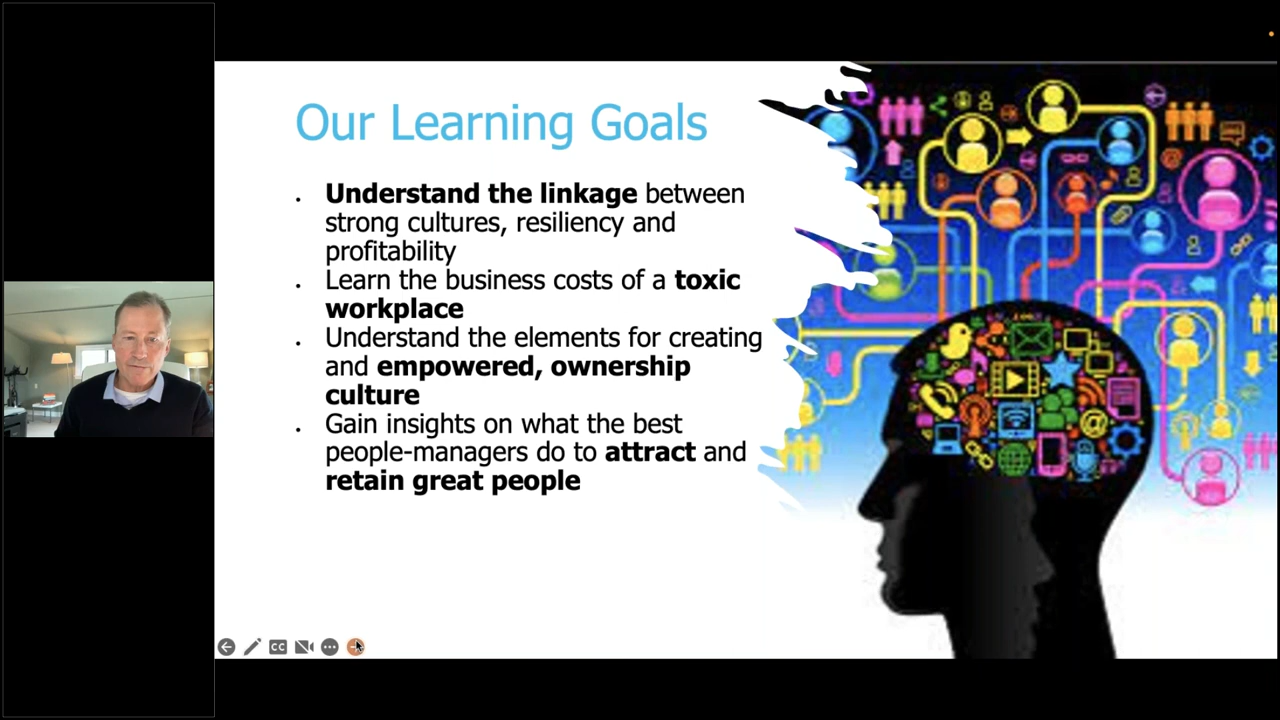 Our Learning Goals
. Understand the linkage between
strong cultures, resiliency and
profitability
. Learn the business costs of a toxic
workplace
. Understand the elements for creating
and empowered, ownership
culture
. Gain insights on what the best
people-managers do to attract and
retain great people
CC